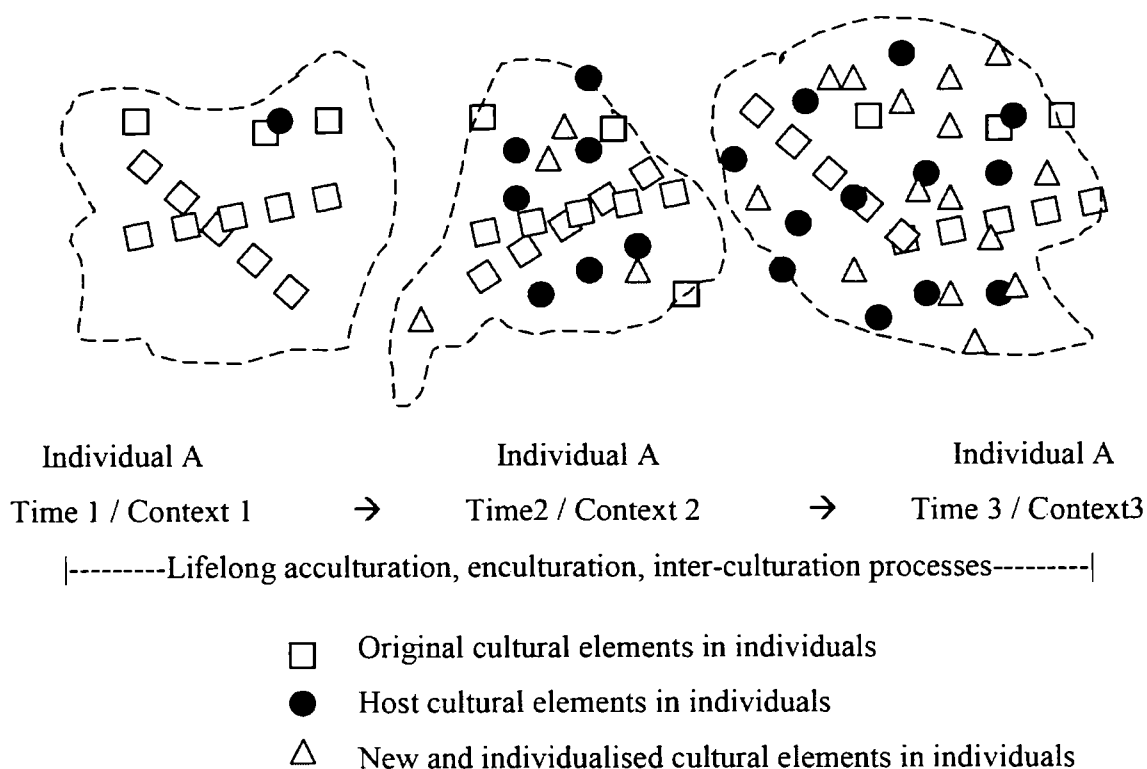 Individual A Individual A Individual A
Time 1 / Context 1 → Time2 / Context 2 → Time 3 / Context3
|---------Lifelong acculturation, enculturation, inter-culturation processes---------|
□ Original cultural elements in individuals
● Host cultural elements in individuals
△ New and individualised cultural elements in individuals